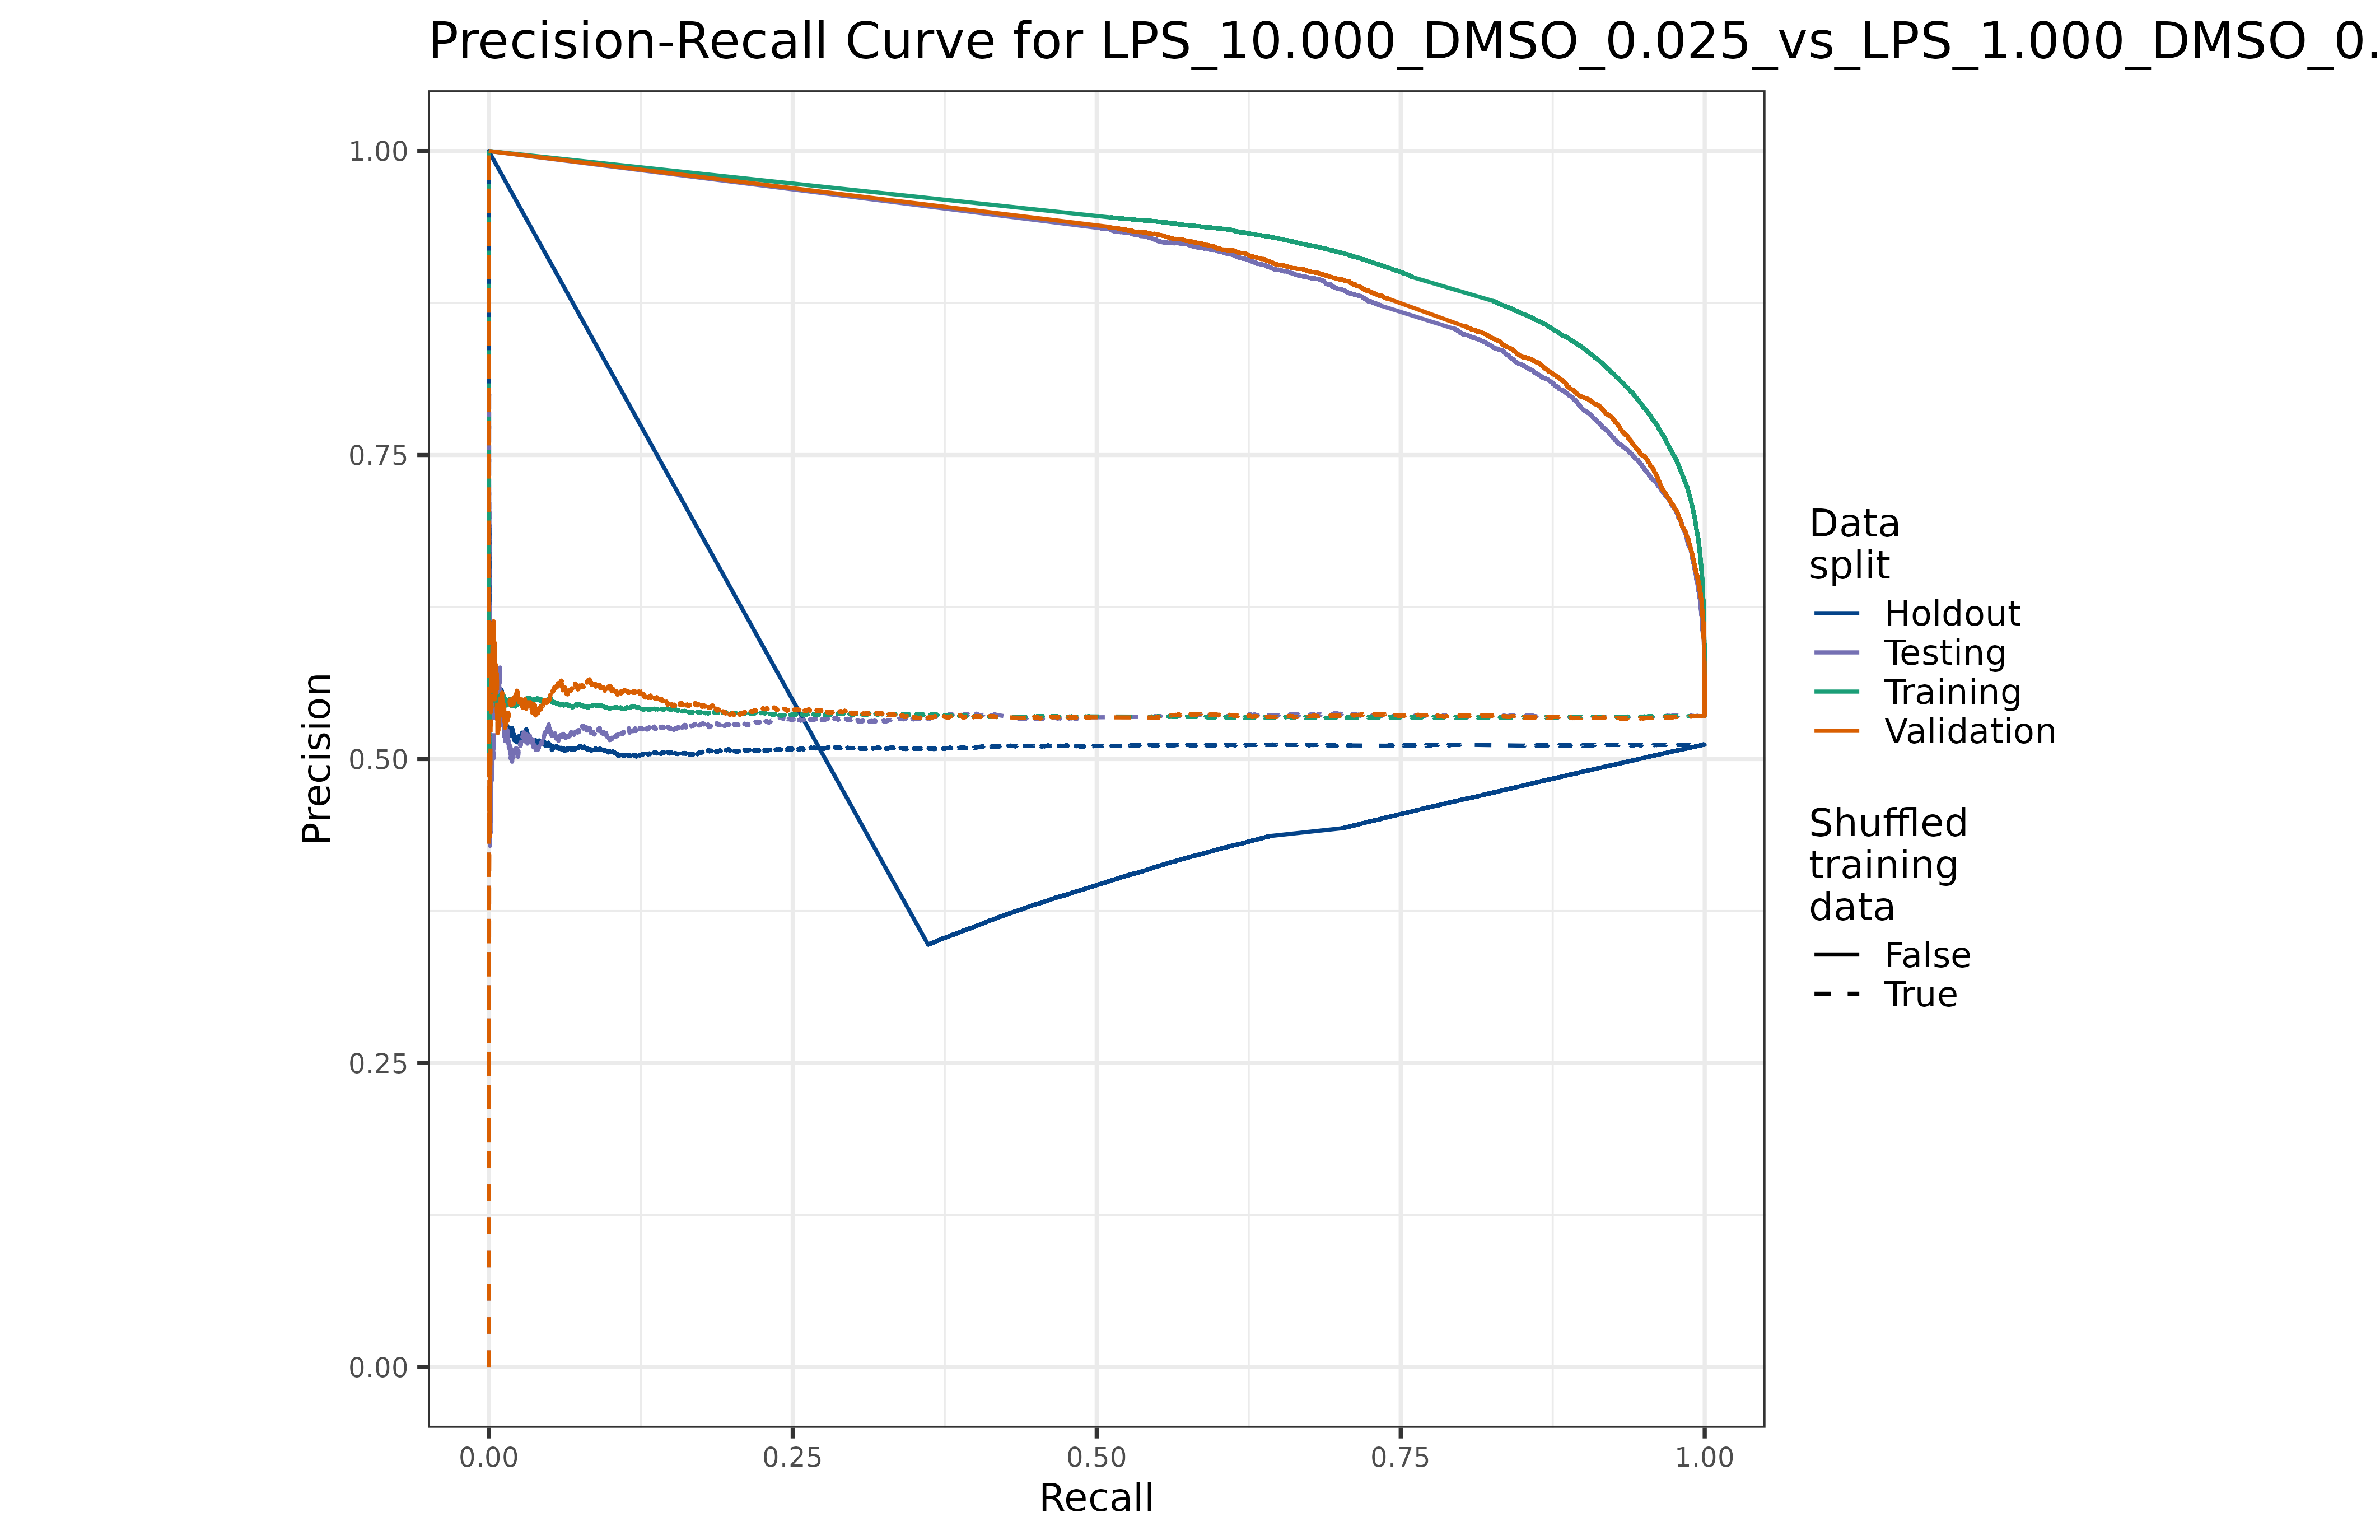 Precision-Recall Curve for LPS_10.000_DMSO_0.025_vs_LPS_1.000_DMSO_0.
1.00
0.75
0.50
0.25
0.00
Precision
0.00 0.25 0.50 0.75 1.00
Recall
Data
split
Holdout
Testing
Training
Validation
Shuffled
training
data
False
True